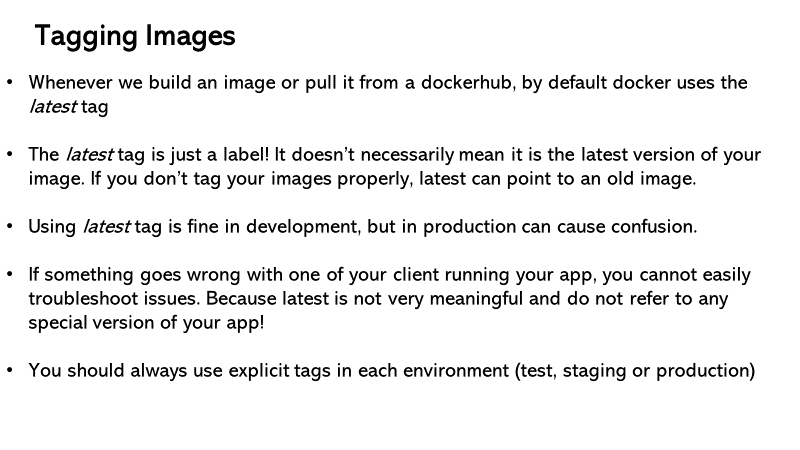 Tagging Images
• Whenever we build an image or pull it from a dockerhub, by default docker uses the
latest tag
• The latest tag is just a label! It doesn't necessarily mean it is the latest version of your
image. If you don't tag your images properly, latest can point to an old image.
• Using latest tag is fine in development, but in production can cause confusion.
• If something goes wrong with one of your client running your app, you cannot easily
troubleshoot issues. Because latest is not very meaningful and do not refer to any
special version of your app!
• You should always use explicit tags in each environment (test, staging or production)